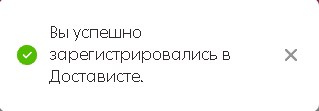 Вы успешно
зарегистрировались в
Достависте.